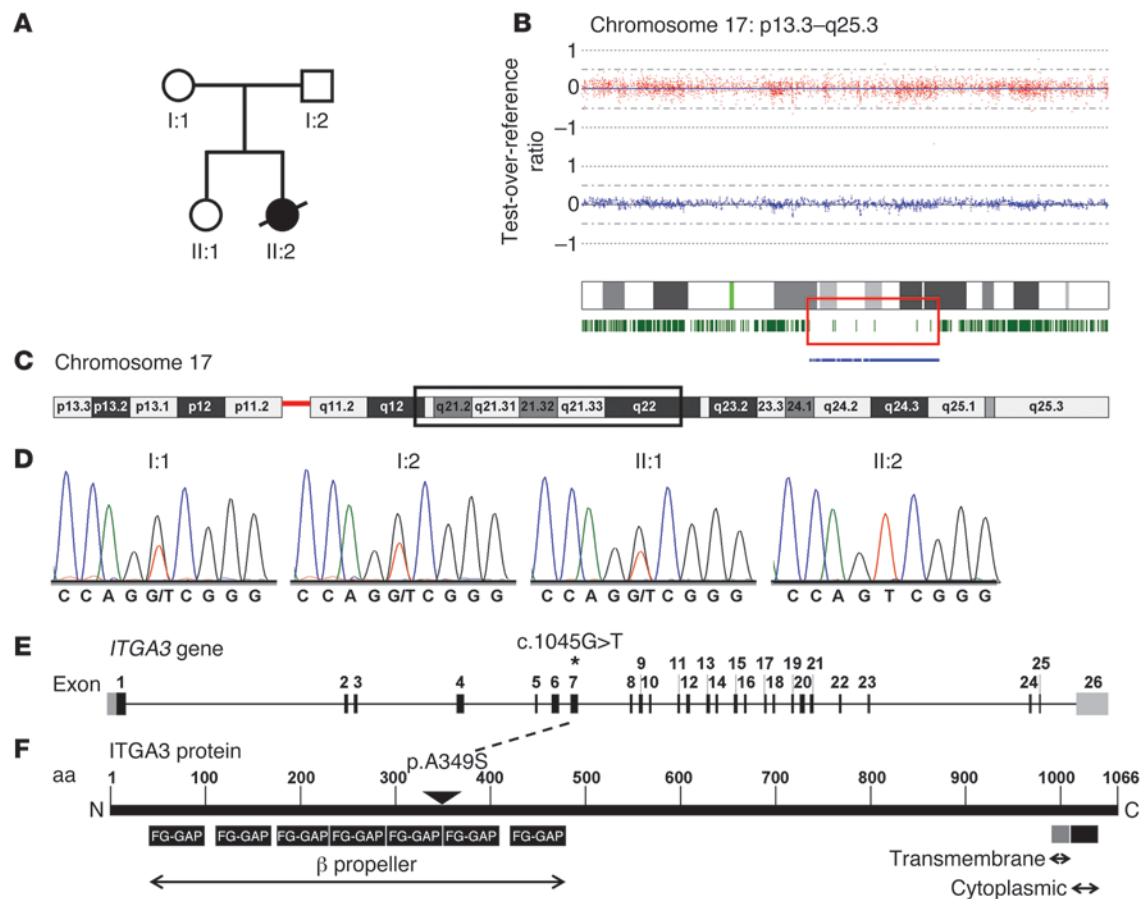 A
I:1
I:2
II:1
II:2
B
Chromosome 17: p13.3–q25.3
Test-over-reference
ratio
1
0
−1
1
0
−1
C
Chromosome 17
p13.3 p13.2 p13.1 p12 p11.2 q11.2 q12 q21.2 q21.31 21.32 q21.33 q22 q23.2 23.3 24.1 q24.2 q24.3 q25.1 q25.3
D
I:1 I:2 II:1 II:2
C C A G G/T C G G G
C C A G G/T C G G G
C C A G G/T C G G G
C C A G T C G G G
E
ITGA3 gene
c.1045G>T
*
Exon 1 2 3 4 5 6 7 8 9 10 11 12 13 14 15 16 17 18 19 20 21 22 23 24 25 26
F
ITGA3 protein
p.A349S
aa 1 100 200 300 400 500 600 700 800 900 1000 1066
N C
FG-GAP FG-GAP FG-GAP FG-GAP FG-GAP FG-GAP FG-GAP
β propeller
Transmembrane
Cytoplasmic